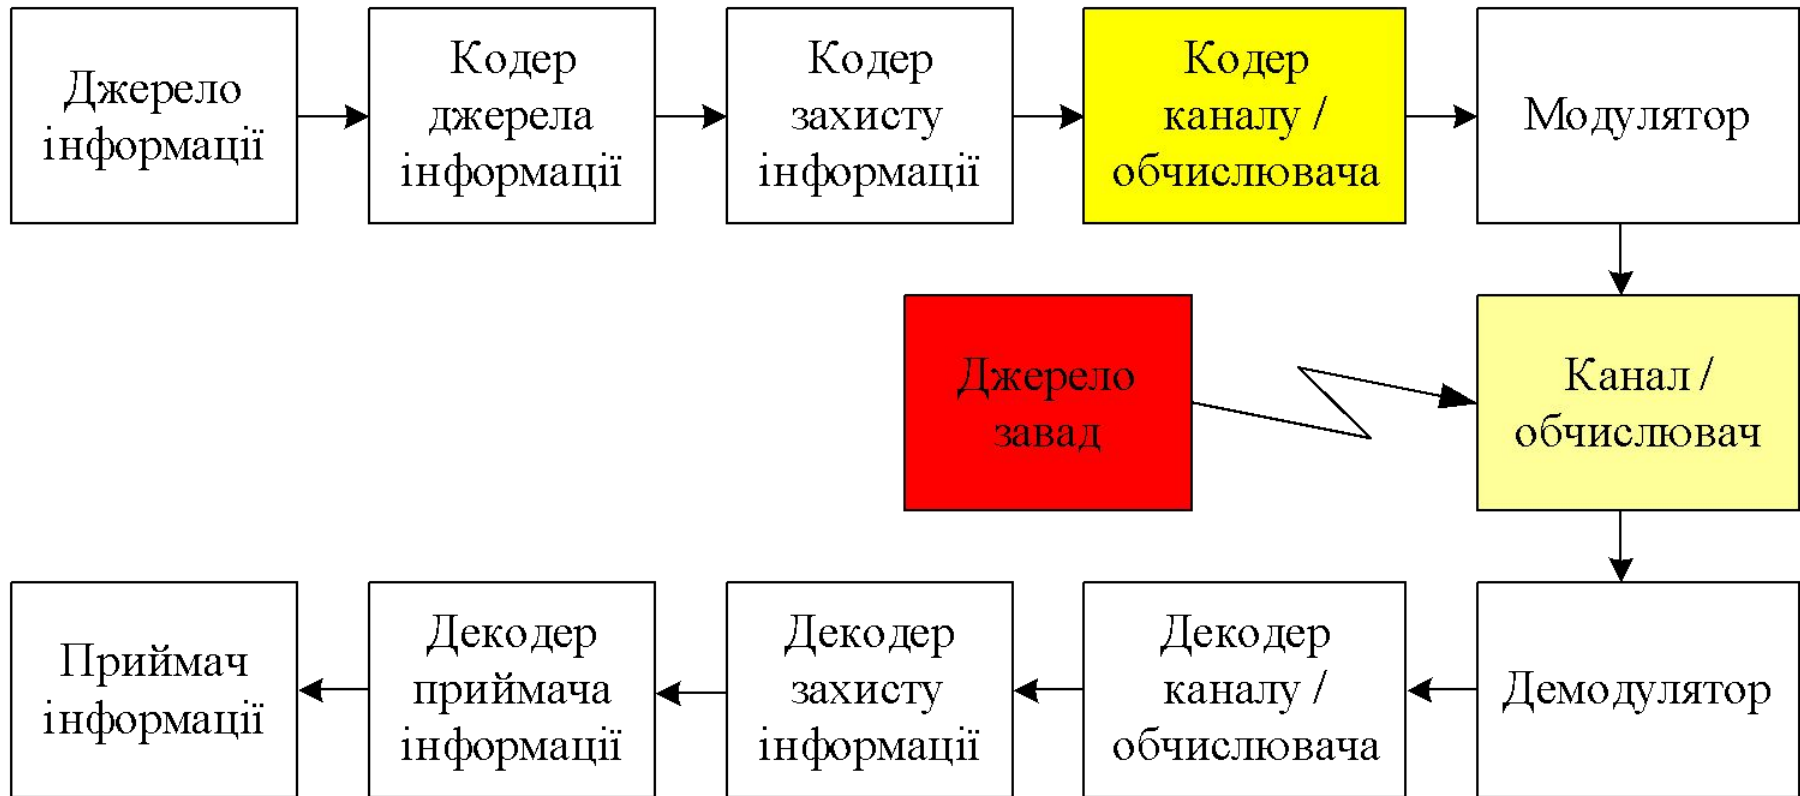 Джерело
інформації
Кодер
джерела
інформації
Кодер
захисту
інформації
Кодер
каналу /
обчислювача
Модулятор
Джерело
завад
Канал /
обчислювач
Приймач
інформації
Декодер
приймача
інформації
Декодер
захисту
інформації
Декодер
каналу /
обчислювача
Демодулятор